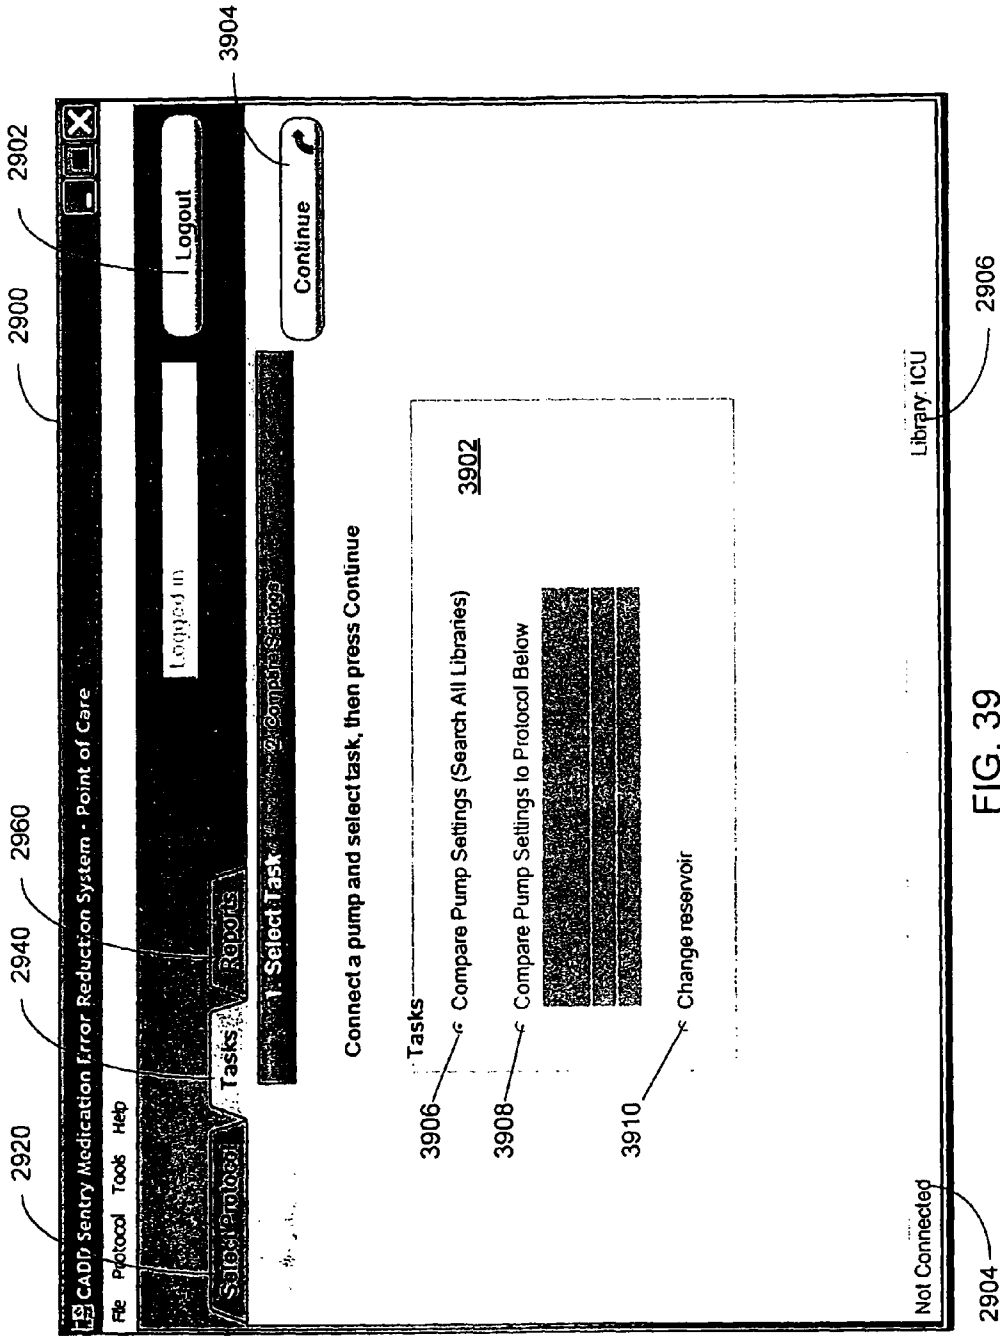 2900
2902
2920
2940
2960
3904
CADD Sentry Medication Error Reduction System - Point of Care
File Protocol Tools Help
Logged in
Logout
Select Protocol
Tasks
Reports
1. Select Task
2. Compare Settings
Continue
Connect a pump and select task, then press Continue
Tasks
3902
3906
Compare Pump Settings (Search All Libraries)
3908
Compare Pump Settings to Protocol Below
3910
Change reservoir
Not Connected
Library: ICU
2904
2906
FIG. 39